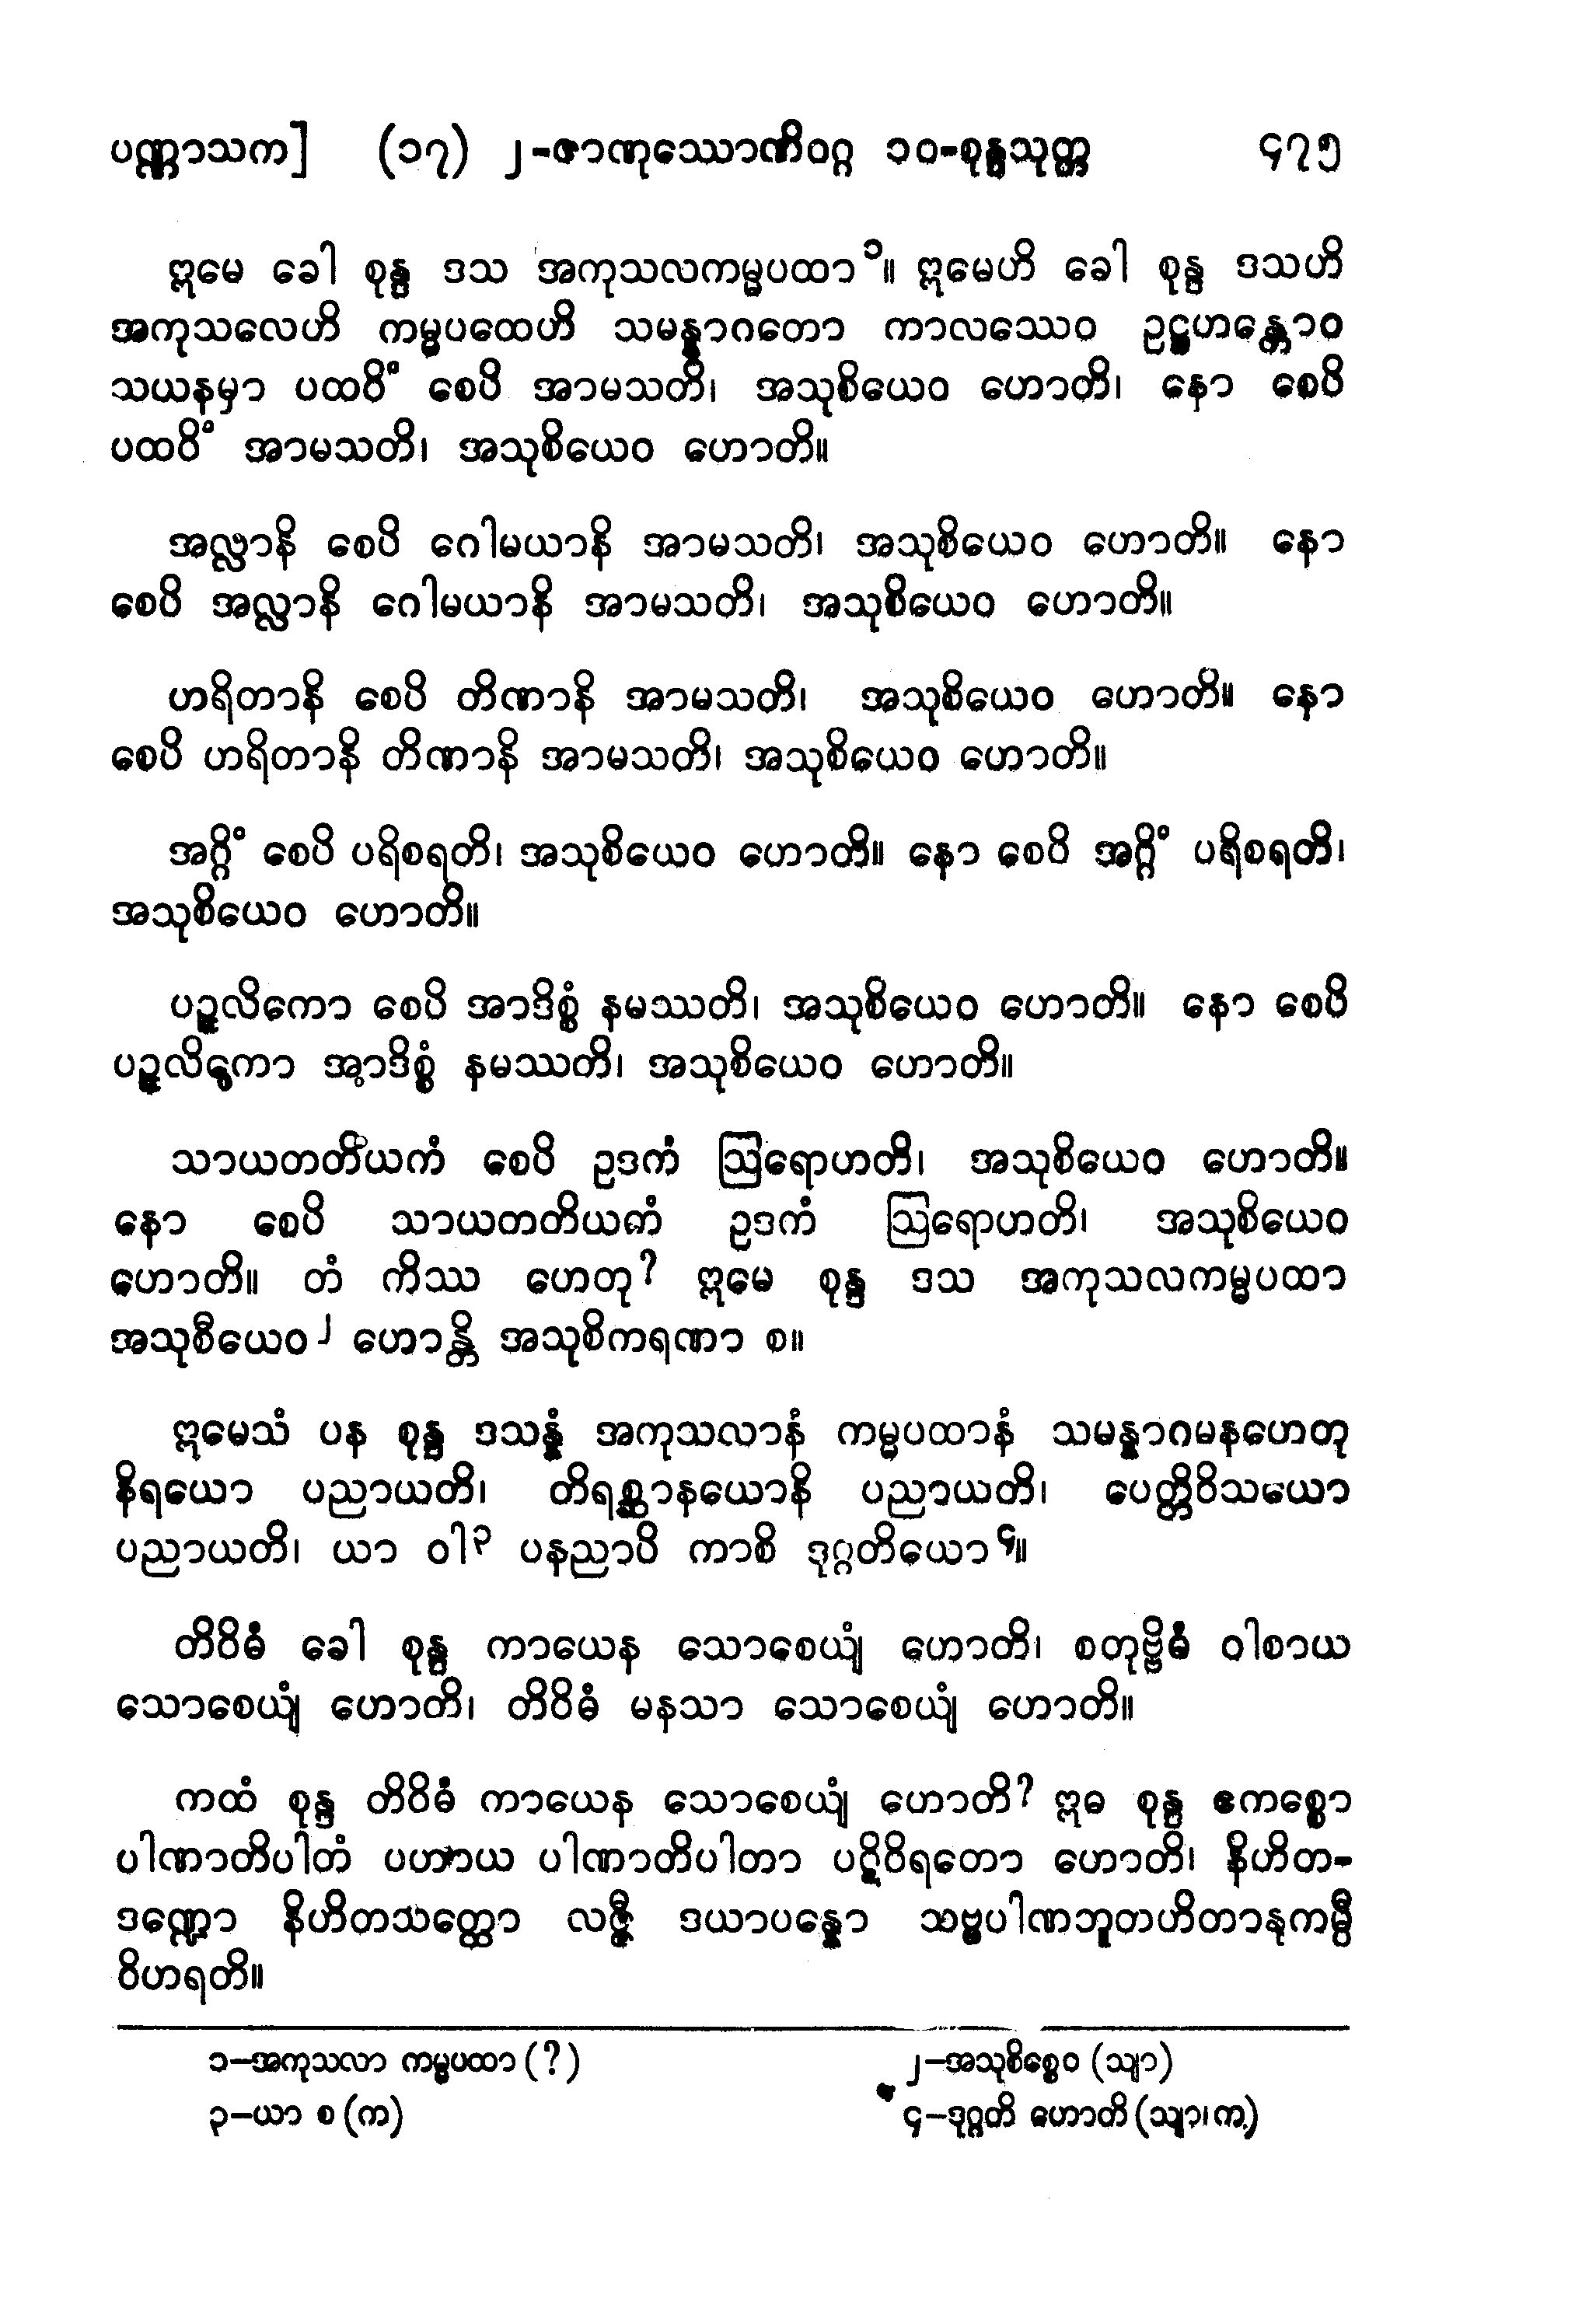 ပဏ္ဏာသက] (၁၇) ၂-ဇာဏုသောဏိဝဂ္ဂ ၁၀-စုန္ဒသုတ္တ ၄၇၅
ဣမေ ခေါ စုန္ဒ ဒသ အကုသလကမ္မပထာ၁။ ဣမေဟိ ခေါ စုန္ဒ ဒသဟိ
အကုသလေဟိ ကမ္မပထေဟိ သမန္နာဂတော ကာလဿေဝ ဥဋ္ဌဟန္တောဝ
သယနမှာ ပထဝိံ စေပိ အာမသတိ၊ အသုစိယေဝ ဟောတိ၊ နော စေပိ
ပထဝိံ အာမသတိ၊ အသုစိယေဝ ဟောတိ။
အလ္လာနိ စေပိ ဂေါမယာနိ အာမသတိ၊ အသုစိယေဝ ဟောတိ။ နော
စေပိ အလ္လာနိ ဂေါမယာနိ အာမသတိ၊ အသုစိယေဝ ဟောတိ။
ဟရိတာနိ စေပိ တိဏာနိ အာမသတိ၊ အသုစိယေဝ ဟောတိ။ နော
စေပိ ဟရိတာနိ တိဏာနိ အာမသတိ၊ အသုစိယေဝ ဟောတိ။
အဂ္ဂိံ စေပိ ပရိစရတိ၊ အသုစိယေဝ ဟောတိ။ နော စေပိ အဂ္ဂိံ ပရိစရတိ၊
အသုစိယေဝ ဟောတိ။
ပဉ္ဇလိကော စေပိ အာဒိစ္စံ နမဿတိ၊ အသုစိယေဝ ဟောတိ။ နော စေပိ
ပဉ္ဇလိကော အာဒိစ္စံ နမဿတိ၊ အသုစိယေဝ ဟောတိ။
သာယတတိယကံ စေပိ ဥဒကံ ဩရောဟတိ၊ အသုစိယေဝ ဟောတိ။
နော စေပိ သာယတတိယကံ ဥဒကံ ဩရောဟတိ၊ အသုစိယေဝ
ဟောတိ။ တံ ကိဿ ဟေတု? ဣမေ စုန္ဒ ဒသ အကုသလကမ္မပထာ
အသုစီယေဝ၂ ဟောန္တိ အသုစိကရဏာ စ။
ဣမေသံ ပန စုန္ဒ ဒသန္နံ အကုသလာနံ ကမ္မပထာနံ သမန္နာဂမနဟေတု
နိရယော ပညာယတိ၊ တိရစ္ဆာနယောနိ ပညာယတိ၊ ပေတ္တိဝိသယော
ပညာယတိ၊ ယာ ဝါ၃ ပနညာပိ ကာစိ ဒုဂ္ဂတိယော၄။
တိဝိဓံ ခေါ စုန္ဒ ကာယေန သောစေယျံ ဟောတိ၊ စတုဗ္ဗိဓံ ဝါစာယ
သောစေယျံ ဟောတိ၊ တိဝိဓံ မနသာ သောစေယျံ ဟောတိ။
ကထံ စုန္ဒ တိဝိဓံ ကာယေန သောစေယျံ ဟောတိ? ဣဓ စုန္ဒ ဧကစ္စော
ပါဏာတိပါတံ ပဟာယ ပါဏာတိပါတာ ပဋိဝိရတော ဟောတိ၊ နိဟိတ-
ဒဏ္ဍော နိဟိတသတ္ထော လဇ္ဇီ ဒယာပန္နော သဗ္ဗပါဏဘူတဟိတာနုကမ္ပီ
ဝိဟရတိ။
၁−အကုသလာ ကမ္မပထာ (?) ၂−အသုစိစ္စေဝ (သျာ)
၃−ယာ စ (က) ၄−ဒုဂ္ဂတိ ဟောတိ (သျာ၊ က)